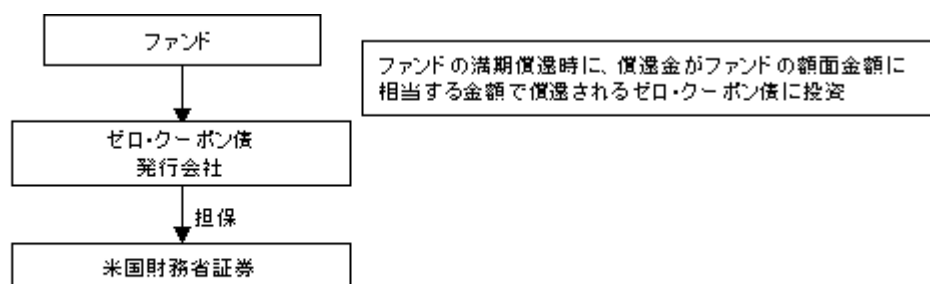 ファンド
ファンドの満期償還時に、償還金がファンドの額面金額に
相当する金額で償還されるゼロ・クーポン債に投資
ゼロ・クーポン債
発行会社
担保
米国財務省証券